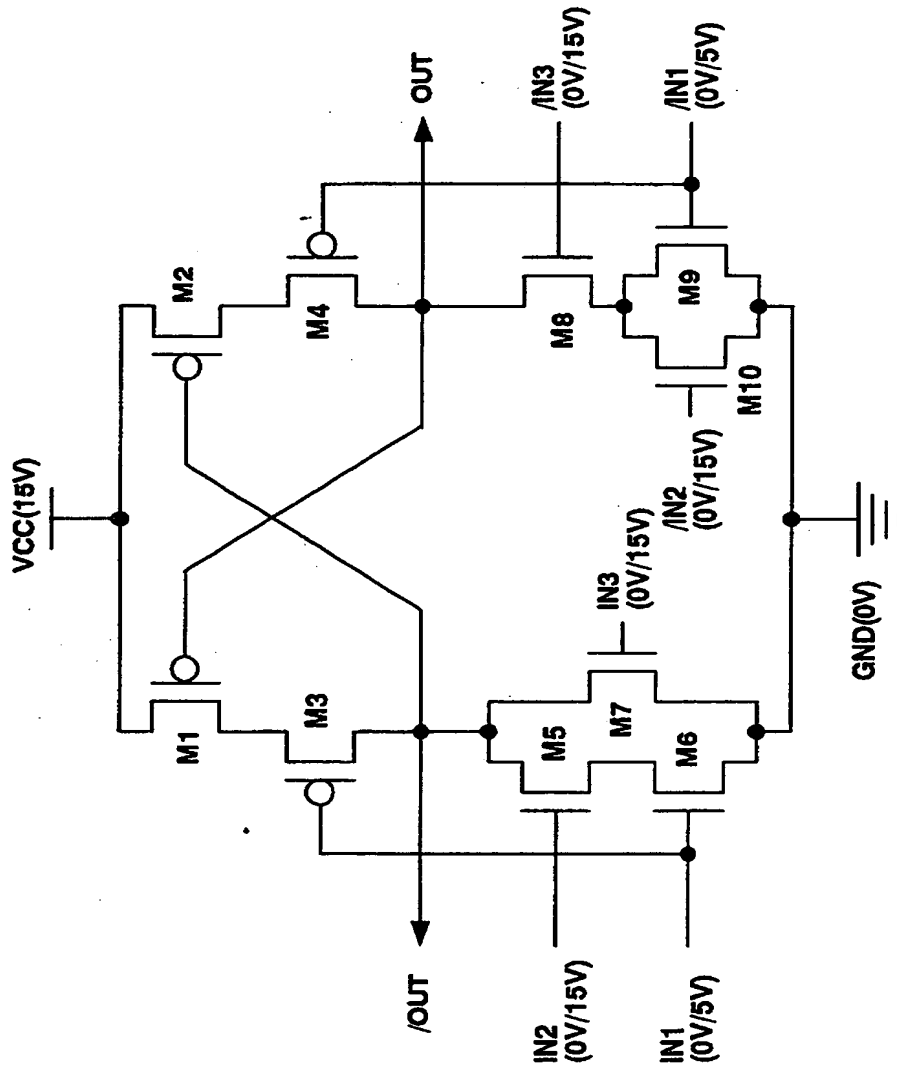 VCC(15V)
M1
M2
M3
M4
/OUT
OUT
IN2
(0V/15V)
IN1
(0V/5V)
M5
M6
M7
IN3
(0V/15V)
/IN2
(0V/15V)
M8
M9
M10
/IN3
(0V/15V)
/IN1
(0V/5V)
GND(0V)